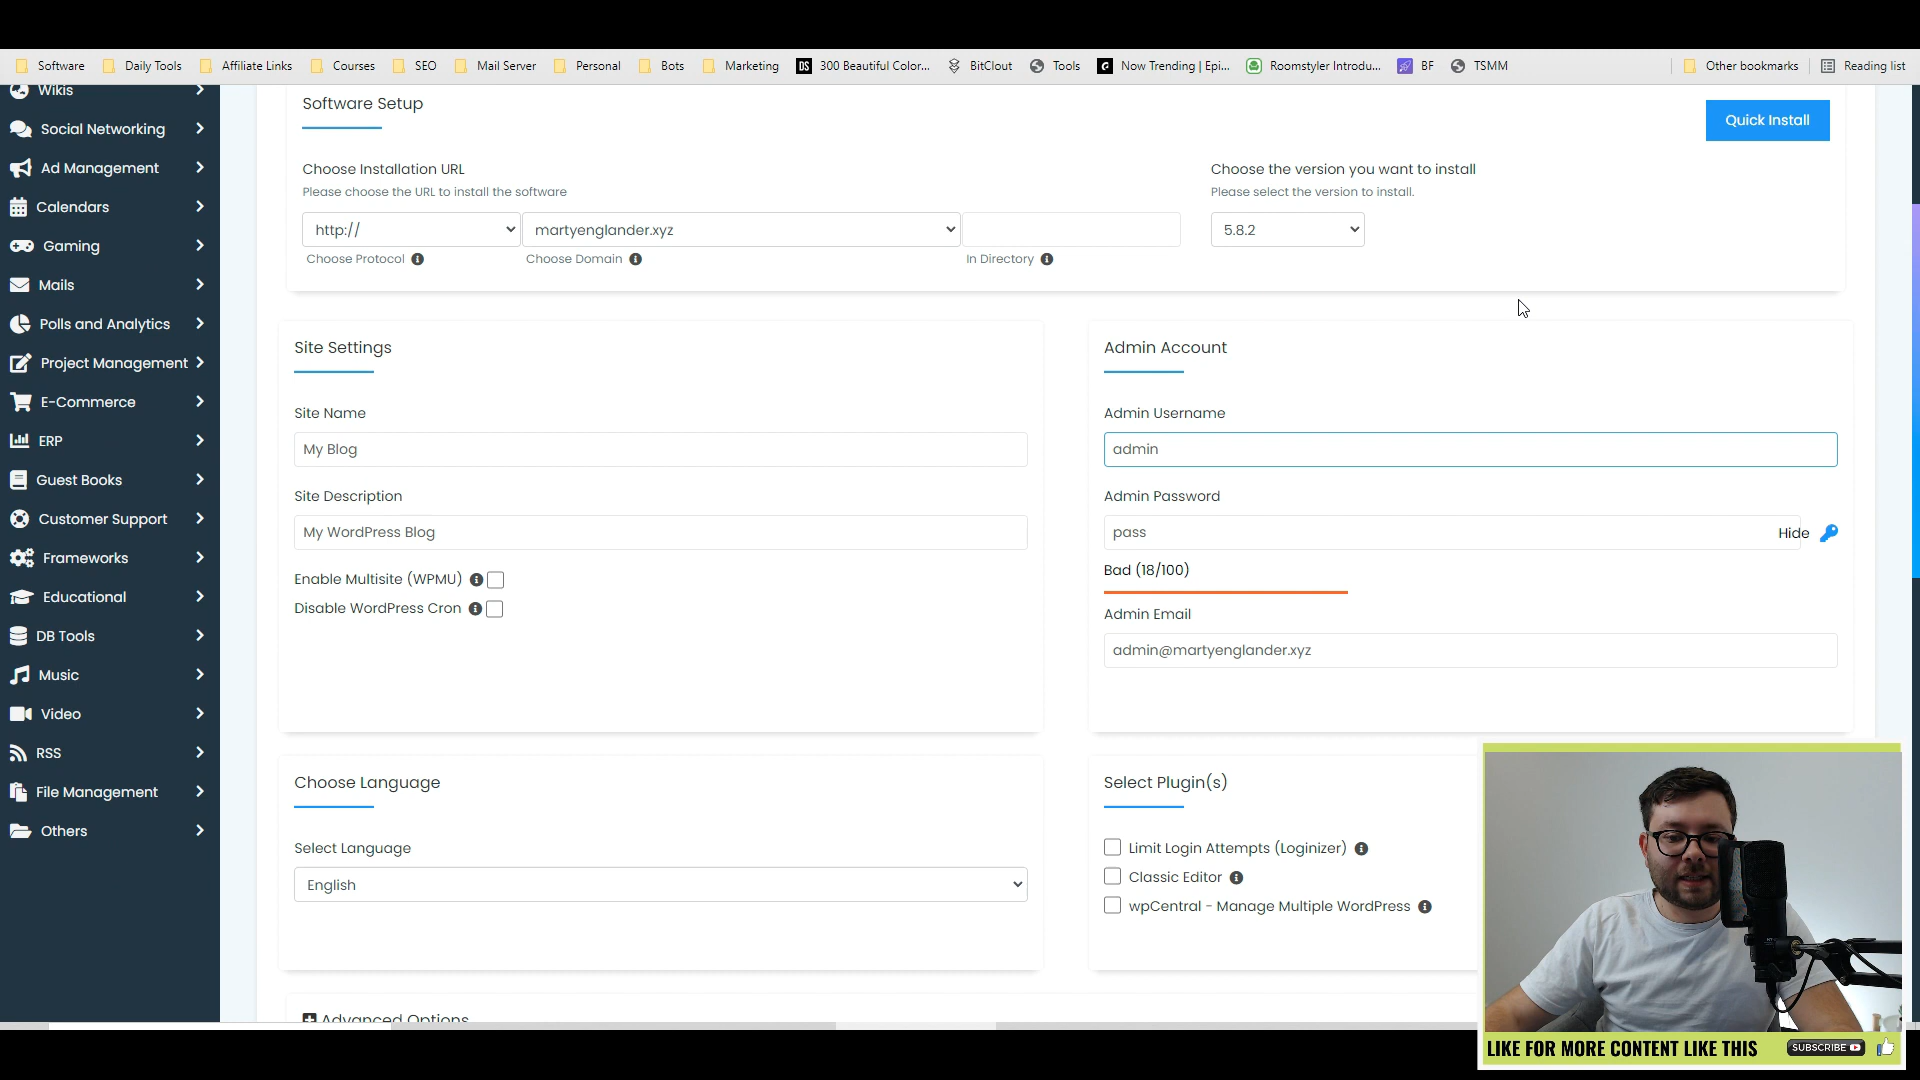 Software
Daily Tools
Affiliate Links
Courses
SEO
Mail Server
Personal
Bots
Marketing
DS 300 Beautiful Color...
BitClout
Tools
Now Trending | Epi...
Roomstyler Introdu...
BF
TSMM
Other bookmarks
Reading list
Wikis
Social Networking
Ad Management
Calendars
Gaming
Mails
Polls and Analytics
Project Management
E-Commerce
ERP
Guest Books
Customer Support
Frameworks
Educational
DB Tools
Music
Video
RSS
File Management
Others
Software Setup
Quick Install
Choose Installation URL
Please choose the URL to install the software
http://
martyenglander.xyz
Choose Protocol
Choose Domain
In Directory
Choose the version you want to install
Please select the version to install.
5.8.2
Site Settings
Site Name
My Blog
Site Description
My WordPress Blog
Enable Multisite (WPMU)
Disable WordPress Cron
Admin Account
Admin Username
admin
Admin Password
pass
Hide
Bad (18/100)
Admin Email
admin@martyenglander.xyz
Choose Language
Select Language
English
Select Plugin(s)
Limit Login Attempts (Loginizer)
Classic Editor
wpCentral - Manage Multiple WordPress
Advanced Options
LIKE FOR MORE CONTENT LIKE THIS
SUBSCRIBE